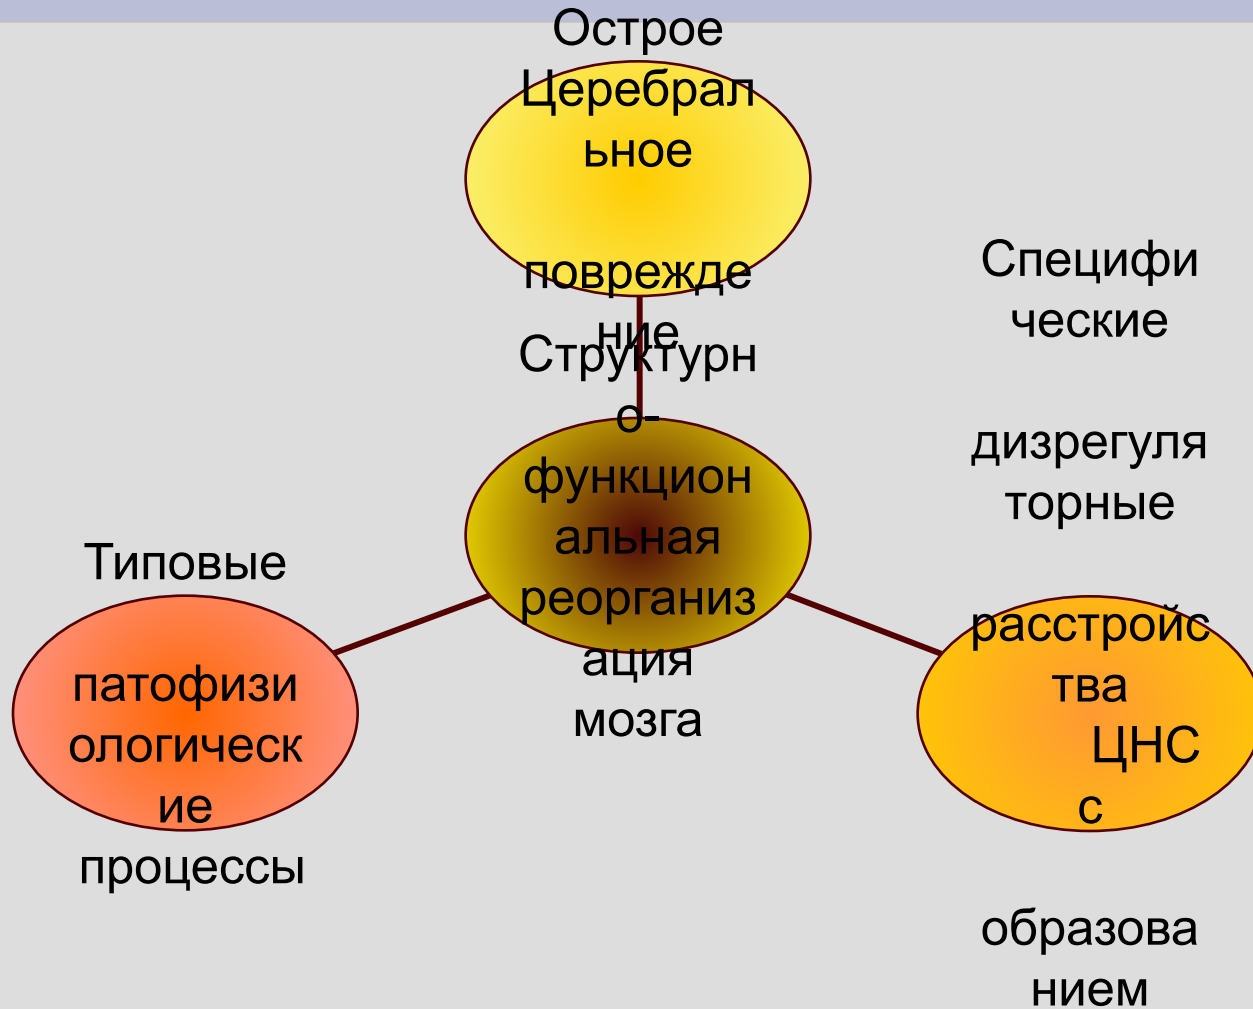 Острое
Церебрал
ьное
поврежде
ние
Структурн
о-
функцион
альная
реорганиз
ация
мозга
Типовые
патофизи
ологическ
ие
процессы
Специфи
ческие
дизрегуля
торные
расстройс
тва
ЦНС
с
образова
нием